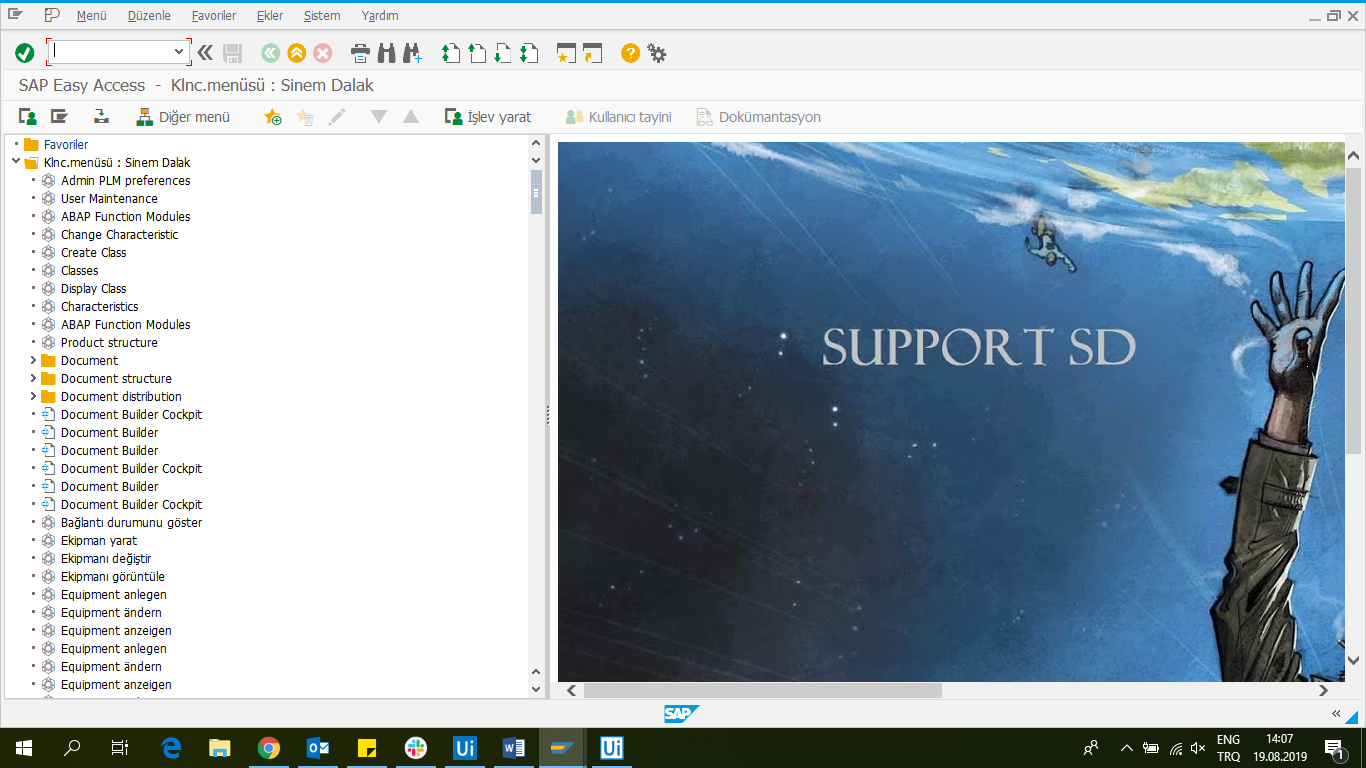 Menü Düzenle Favoriler Ekler Sistem Yardım
SAP Easy Access - Klnc.menüsü : Sinem Dalak
Diğer menü İşlev yarat Kullanıcı tayini Dokümantasyon
Favoriler
Klnc.menüsü : Sinem Dalak
Admin PLM preferences
User Maintenance
ABAP Function Modules
Change Characteristic
Create Class
Classes
Display Class
Characteristics
ABAP Function Modules
Product structure
Document
Document structure
Document distribution
Document Builder Cockpit
Document Builder
Document Builder
Document Builder Cockpit
Document Builder
Document Builder Cockpit
Bağlantı durumunu göster
Ekipman yarat
Ekipmanı değiştir
Ekipmanı görüntüle
Equipment anlegen
Equipment ändern
Equipment anzeigen
Equipment anlegen
Equipment ändern
Equipment anzeigen
SUPPORT SD
SAP
Ui
Ui
ENG
TRQ
14:07
19.08.2019
1